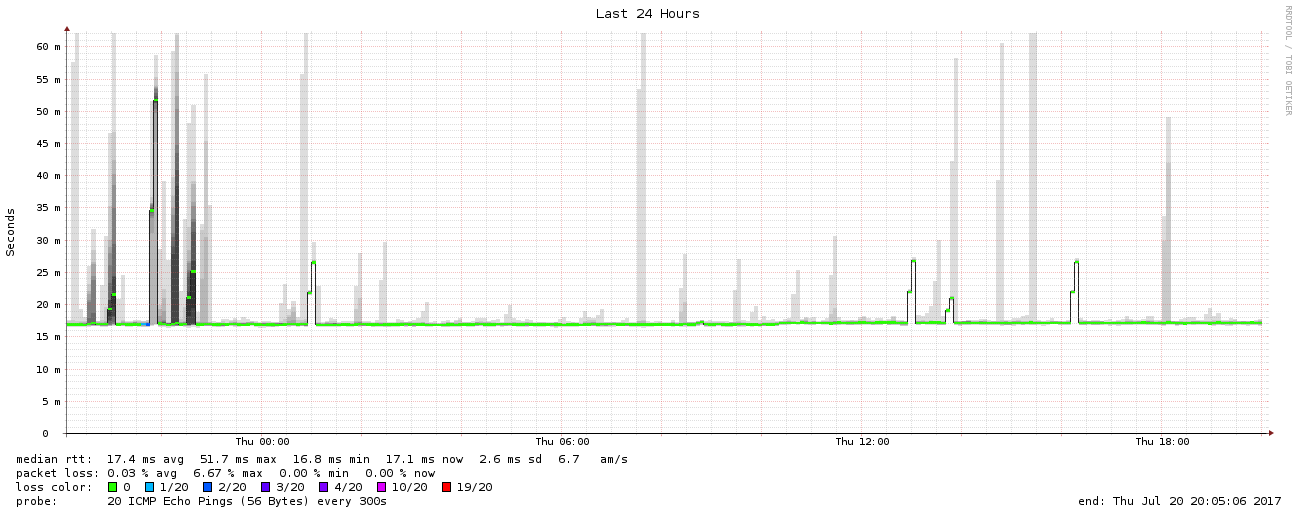 Last 24 Hours
RRDTOOL / TOBI OETIKER
Seconds
60 m
55 m
50 m
45 m
40 m
35 m
30 m
25 m
20 m
15 m
10 m
5 m
0
Thu 00:00 Thu 06:00 Thu 12:00 Thu 18:00
median rtt: 17.4 ms avg 51.7 ms max 16.8 ms min 17.1 ms now 2.6 ms sd 6.7 am/s
packet loss: 0.03 % avg 6.67 % max 0.00 % min 0.00 % now
loss color: 0 1/20 2/20 3/20 4/20 10/20 19/20
probe: 20 ICMP Echo Pings (56 Bytes) every 300s end: Thu Jul 20 20:05:06 2017